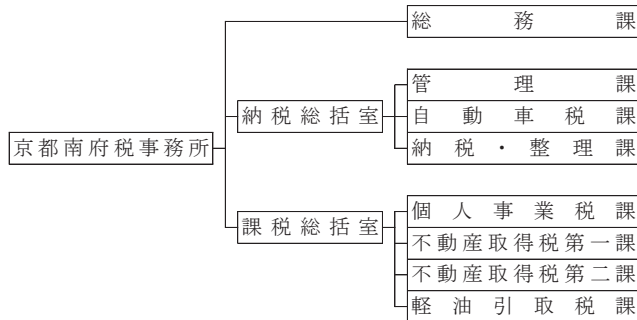 総務課
管理課
納税総括室
自動車税課
京都南府税事務所
納税・整理課
課税総括室
個人事業税課
不動産取得税第一課
不動産取得税第二課
軽油引取税課